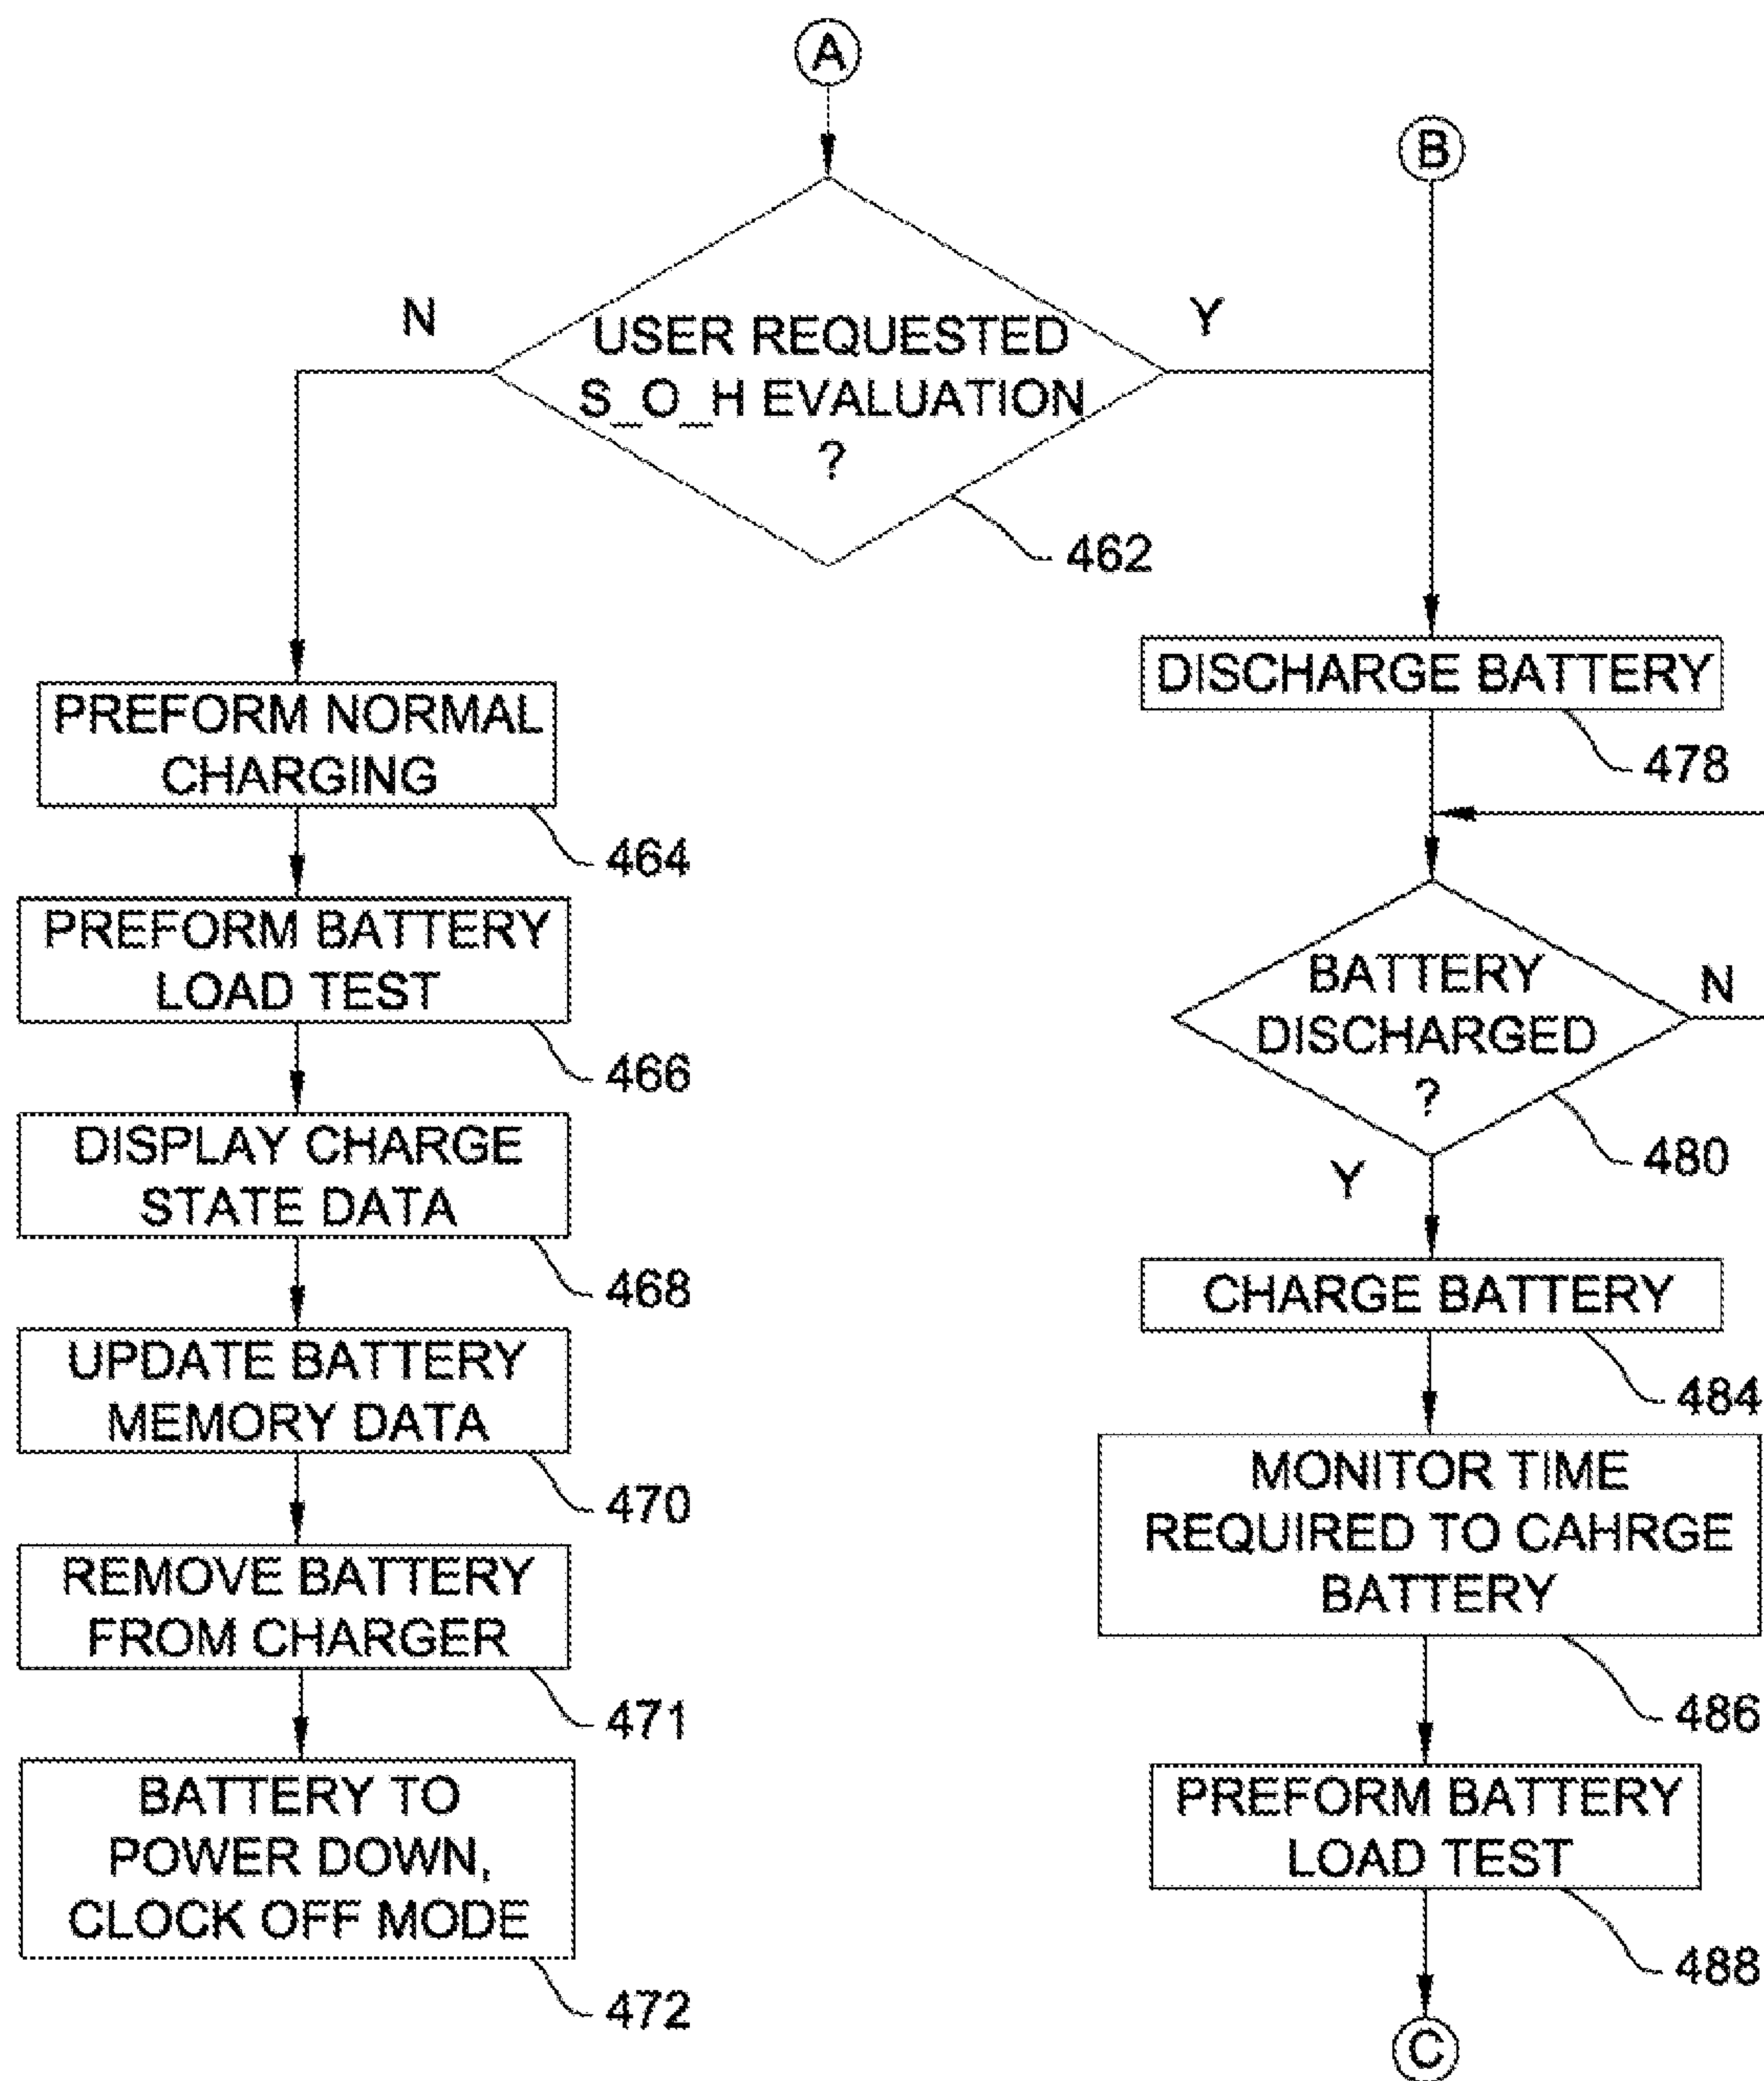 A
B
N
Y
USER REQUESTED
S_O_H EVALUATION
?
462
PREFORM NORMAL
CHARGING
464
PREFORM BATTERY
LOAD TEST
466
DISPLAY CHARGE
STATE DATA
468
UPDATE BATTERY
MEMORY DATA
470
REMOVE BATTERY
FROM CHARGER
471
BATTERY TO
POWER DOWN,
CLOCK OFF MODE
472
DISCHARGE BATTERY
478
BATTERY
DISCHARGED
?
N
480
Y
CHARGE BATTERY
484
MONITOR TIME
REQUIRED TO CAHRGE
BATTERY
486
PREFORM BATTERY
LOAD TEST
488
C